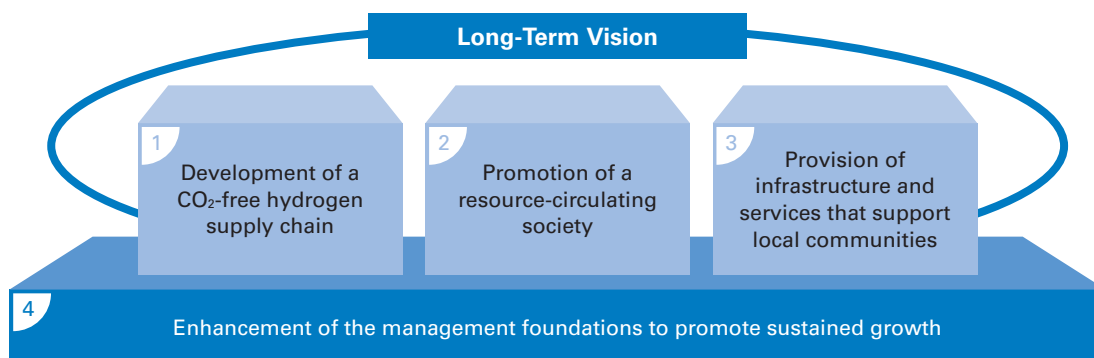 Long-Term Vision
1
Development of a
CO₂-free hydrogen
supply chain
2
Promotion of a
resource-circulating
society
3
Provision of
infrastructure and
services that support
local communities
4
Enhancement of the management foundations to promote sustained growth